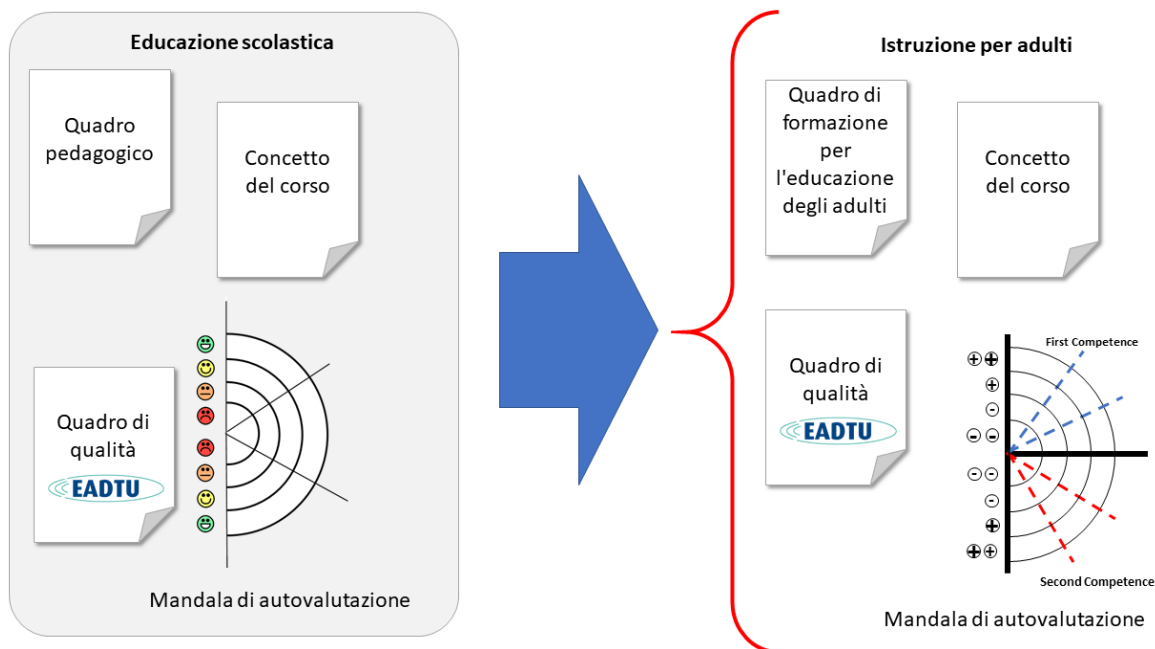 Educazione scolastica
Quadro
pedagogico
Concetto
del corso
Quadro di
qualità
EADTU
Mandala di autovalutazione
Istruzione per adulti
Quadro di
formazione
per
l'educazione
degli adulti
Concetto
del corso
Quadro di
qualità
EADTU
First Competence
Second Competence
Mandala di autovalutazione